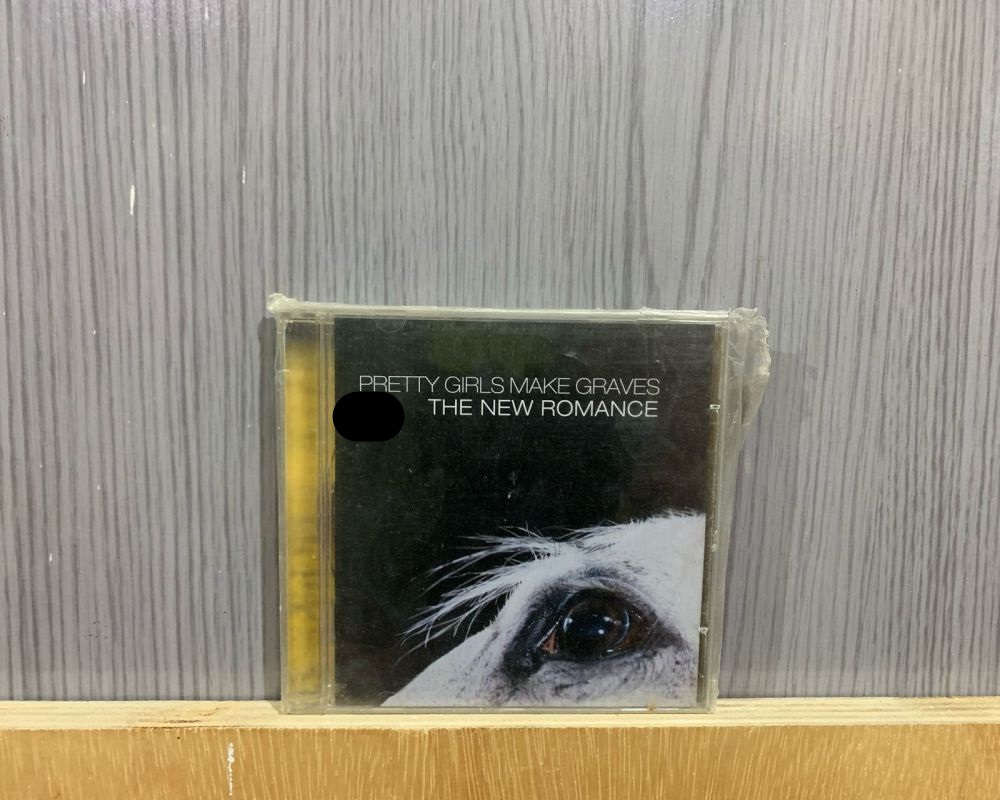 PRETTY GIRLS MAKE GRAVES
THE NEW ROMANCE